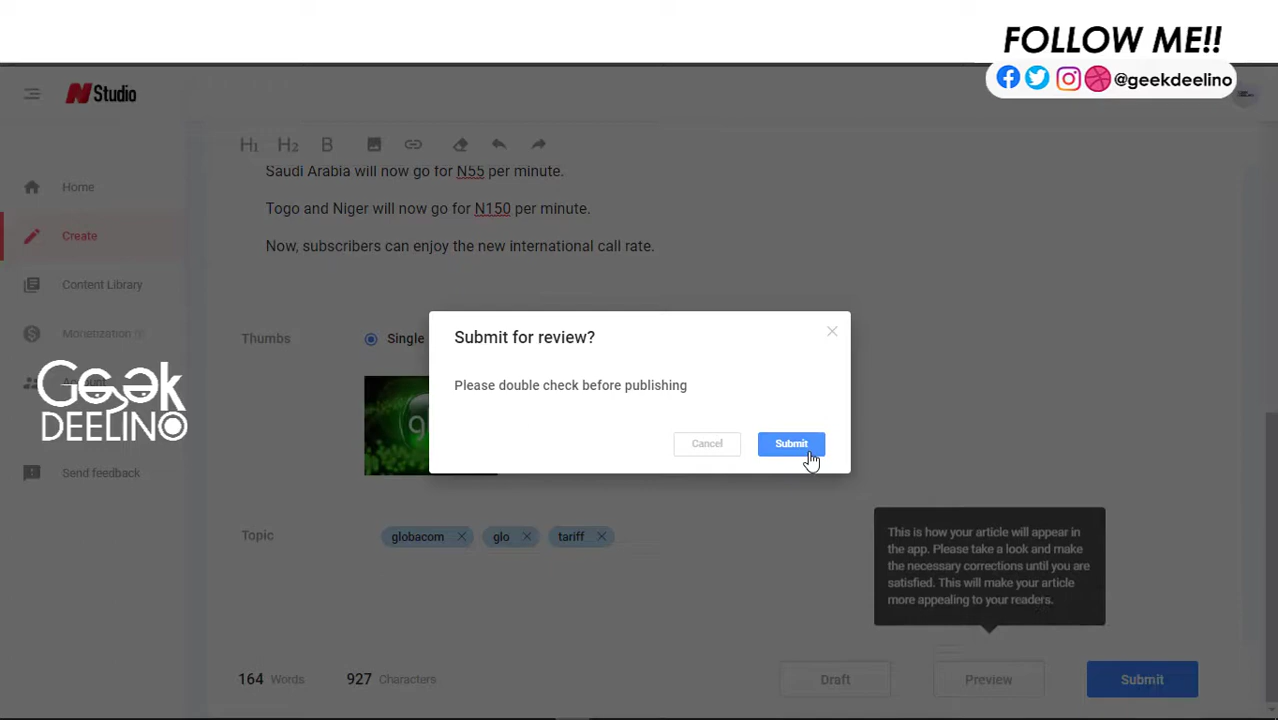 FOLLOW ME!!
@geekdeelino
N Studio
H1 H2 B
Home
Create
Content Library
Monetization
Send feedback
Geek
DEELINO
Saudi Arabia will now go for N55 per minute.
Togo and Niger will now go for N150 per minute.
Now, subscribers can enjoy the new international call rate.
Thumbs
Single
Submit for review?
Please double check before publishing
Cancel
Submit
9
Topic
globacom
glo
tariff
This is how your article will appear in
the app. Please take a look and make
the necessary corrections until you are
satisfied. This will make your article
more appealing to your readers.
164 Words
927 Characters
Draft
Preview
Submit